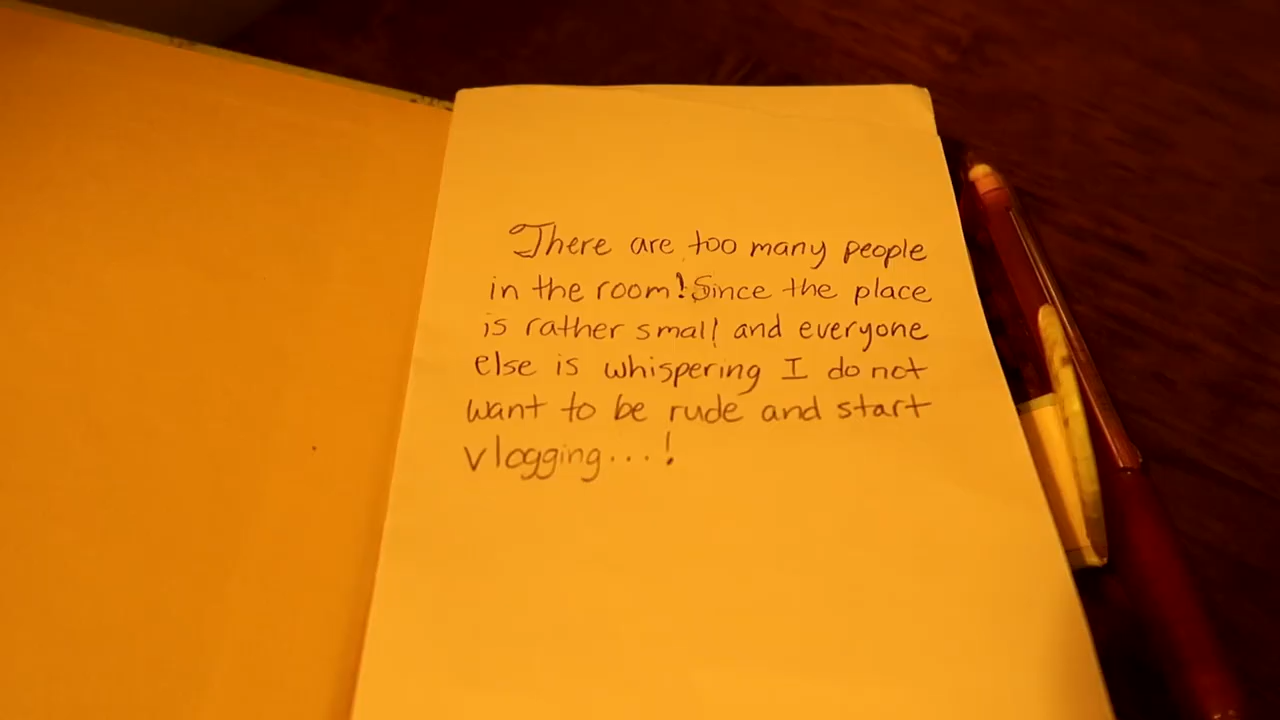 There are too many people
in the room! Since the place
is rather small and everyone
else is whispering I do not
want to be rude and start
vlogging...!